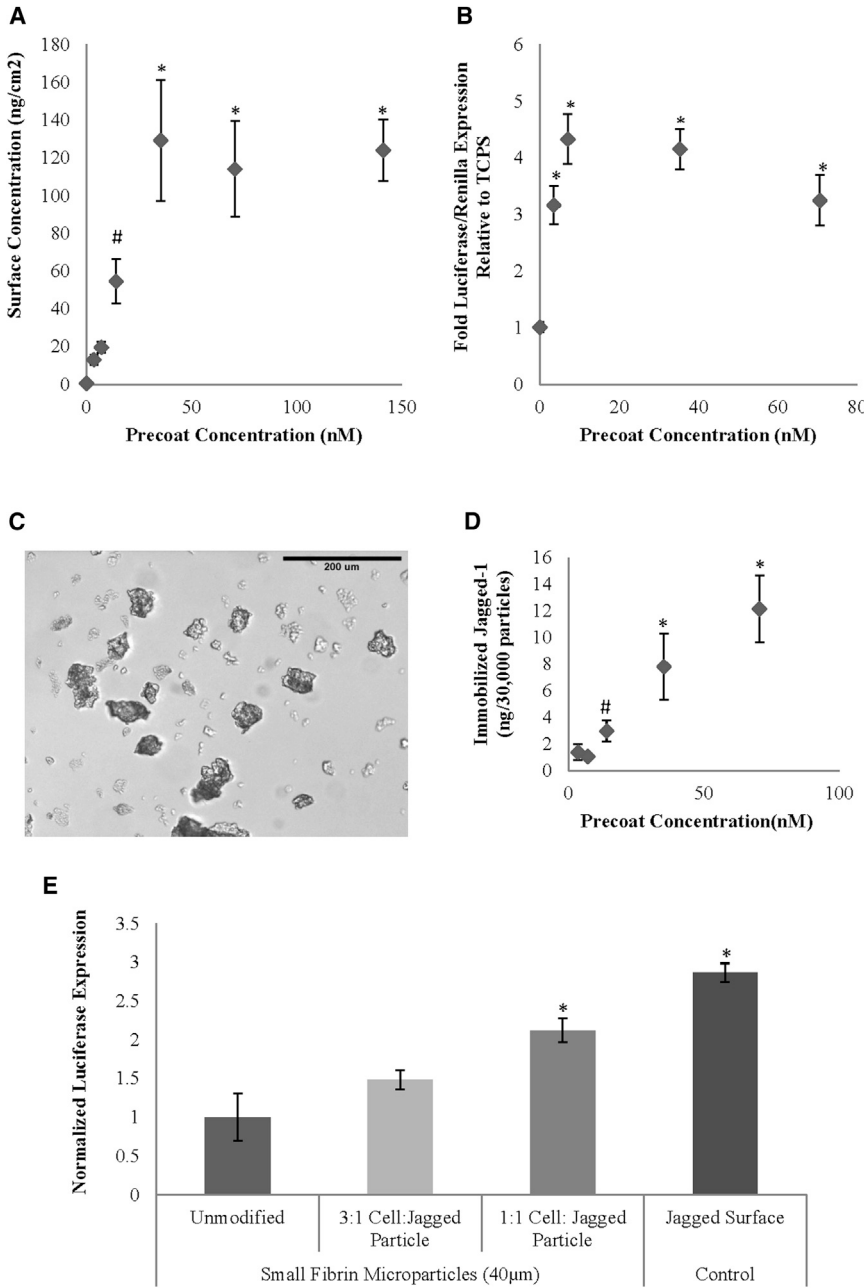 A
Surface Concentration (ng/cm2)
180
160
140
120
100
80
60
40
20
0
#
*
*
*
0
50
100
150
Precoat Concentration (nM)
B
Fold Luciferase/Renilla Expression
Relative to TCPS
6
5
4
3
2
1
0
*
*
*
*
0
20
40
60
80
Precoat Concentration (nM)
C
200 um
D
Immobilized Jagged-1
(ng/30,000 particles)
16
14
12
10
8
6
4
2
0
#
*
*
0
50
100
Precoat Concentration(nM)
E
Normalized Luciferase Expression
3.5
3
2.5
2
1.5
1
0.5
0
*
*
Unmodified
3:1 Cell:Jagged
Particle
1:1 Cell: Jagged
Particle
Jagged Surface
Small Fibrin Microparticles (40µm)
Control